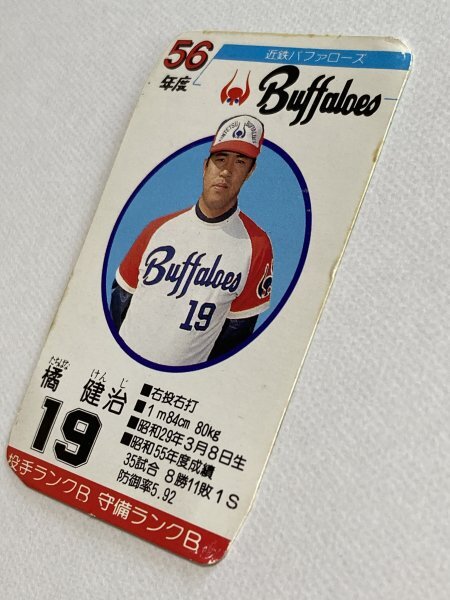 56
年度
近鉄バファローズ
Buffaloes
Buffaloes
19
たちばな けんじ
橘 健治
19
■右投右打
■1m84cm 80kg
■昭和29年3月8日生
■昭和55年度成績
35試合 8勝11敗1S
防御率5.92
投手ランクB 守備ランクB